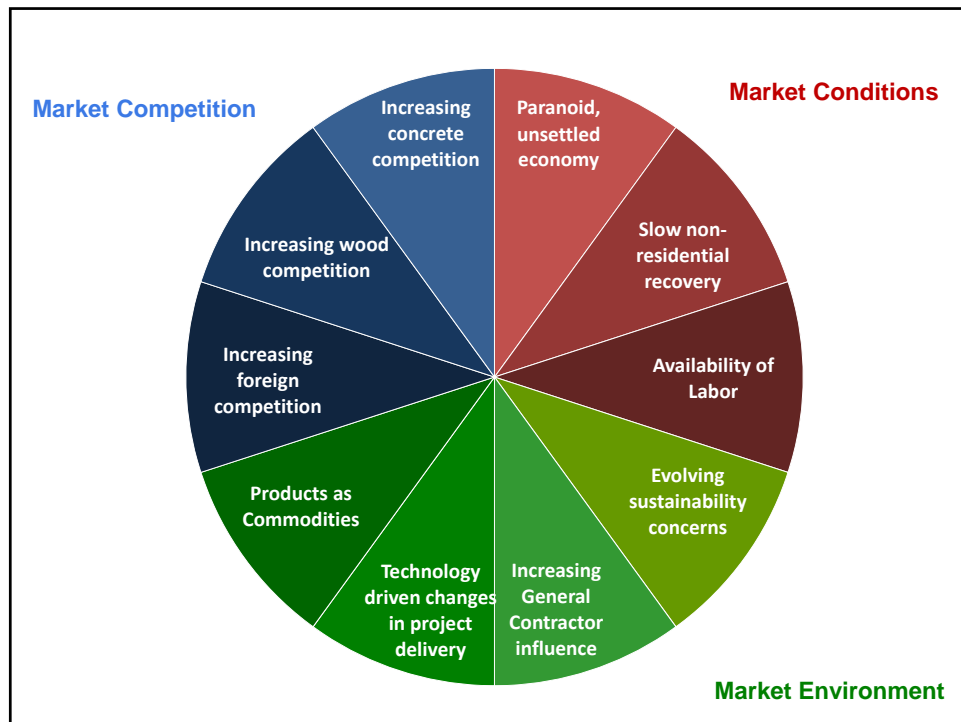 Market Competition
Market Conditions
Increasing
concrete
competition
Paranoid,
unsettled
economy
Increasing wood
competition
Slow non-
residential
recovery
Increasing
foreign
competition
Availability of
Labor
Products as
Commodities
Evolving
sustainability
concerns
Technology
driven changes
in project
delivery
Increasing
General
Contractor
influence
Market Environment